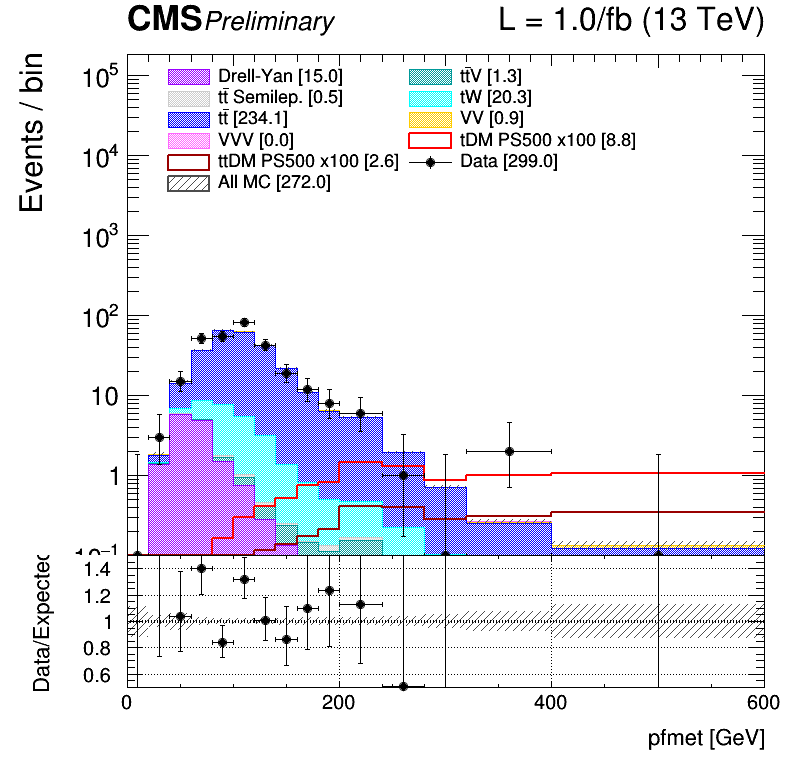 CMS Preliminary L = 1.0/fb (13 TeV)
Events / bin
10⁵
10⁴
10³
10²
10
1
10⁻¹
Drell-Yan [15.0]
tt̄V [1.3]
tt̄ Semilep. [0.5]
tW [20.3]
tt̄ [234.1]
VV [0.9]
VVV [0.0]
tDM PS500 x100 [8.8]
ttDM PS500 x100 [2.6]
Data [299.0]
All MC [272.0]
Data/Expected
1.4
1.2
1
0.8
0.6
0 200 400 600
pfmet [GeV]